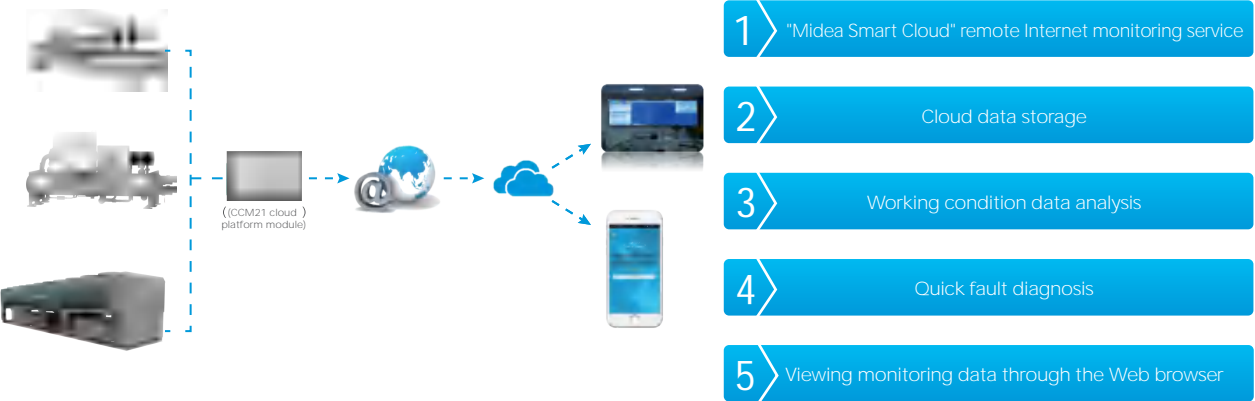 ((CCM21 cloud )
platform module)
@
1 "Midea Smart Cloud" remote Internet monitoring service
2 Cloud data storage
3 Working condition data analysis
4 Quick fault diagnosis
5 Viewing monitoring data through the Web browser